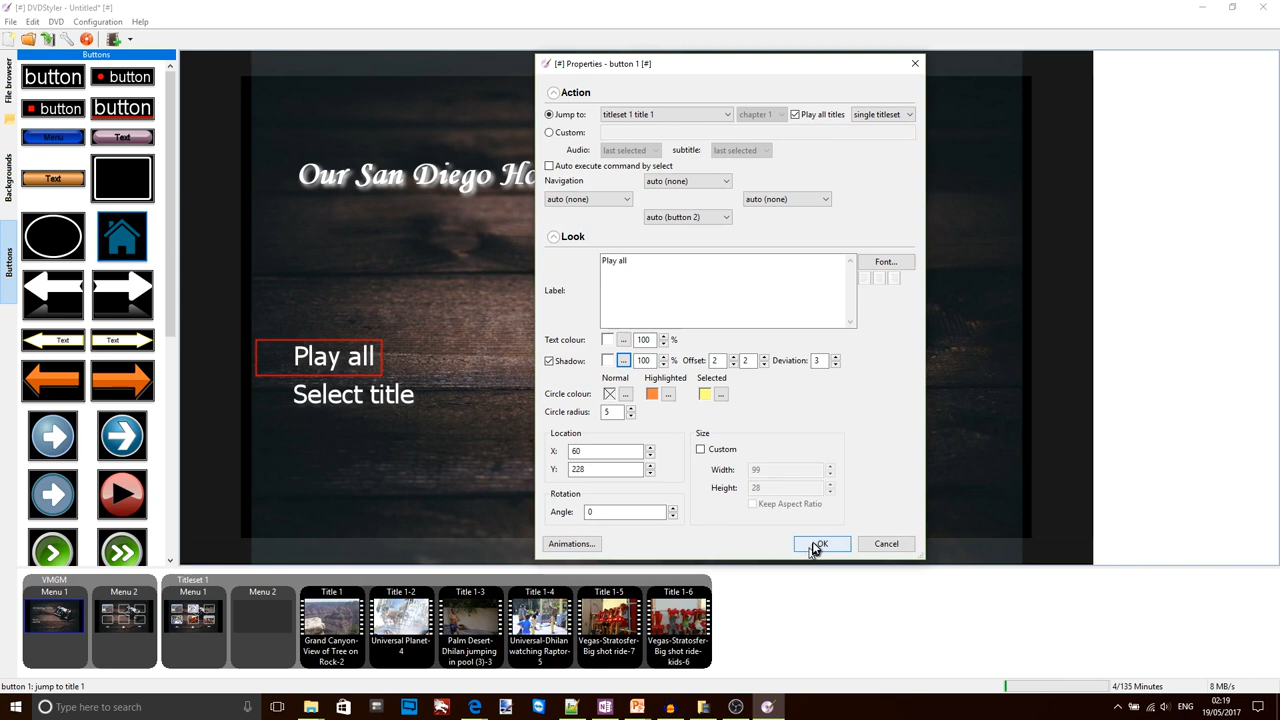 [#] DVDStyler - Untitled* [#]
File Edit DVD Configuration Help
Buttons
File browser
Backgrounds
Buttons
button
button
button
button
Menu
Text
Text
Text
Text
Our San Diego Ho
Play all
Select title
[#] Properties - button 1 [#]
Action
Jump to: titleset 1 title 1 chapter 1 Play all titles single titleset
Custom:
Audio: last selected subtitle: last selected
Auto execute command by select
Navigation auto (none)
auto (none) auto (none)
auto (button 2)
Look
Label: Play all Font...
Text colour: ... 100 %
Shadow: ... 100 % Offset: 2 2 Deviation: 3
Normal Highlighted Selected
Circle colour: ... ... ...
Circle radius: 5
Location
X: 60
Y: 228
Size
Custom
Width: 99
Height: 28
Keep Aspect Ratio
Rotation
Angle: 0
Animations... OK Cancel
VMGM
Menu 1 Menu 2
Titleset 1
Menu 1 Menu 2 Title 1 Title 1-2 Title 1-3 Title 1-4 Title 1-5 Title 1-6
Grand Canyon-
View of Tree on
Rock-2
Universal Planet-
4
Palm Desert-
Dhilan jumping
in pool (3)-3
Universal-Dhilan
watching Raptor-
5
Vegas-Stratosfer-
Big shot ride-7
Vegas-Stratosfer-
Big shot ride-
kids-6
button 1: jump to title 1
4/135 Minutes 8 MB/s
Type here to search
ENG
02:19
19/05/2017